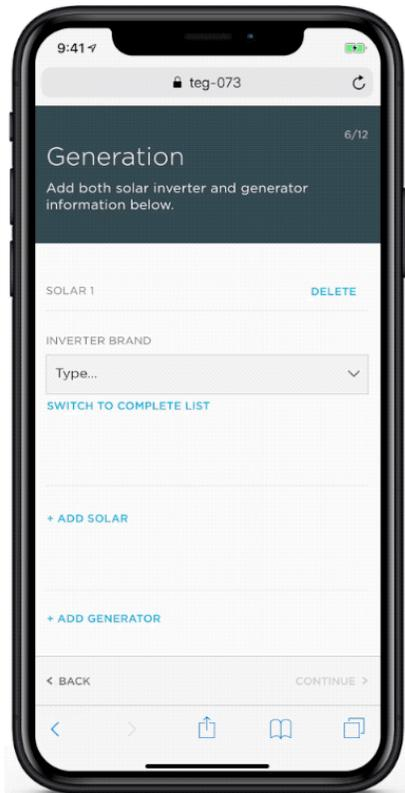 9:41
teg-073
6/12
Generation
Add both solar inverter and generator
information below.
SOLAR 1
DELETE
INVERTER BRAND
Type...
SWITCH TO COMPLETE LIST
+ ADD SOLAR
+ ADD GENERATOR
< BACK
CONTINUE >